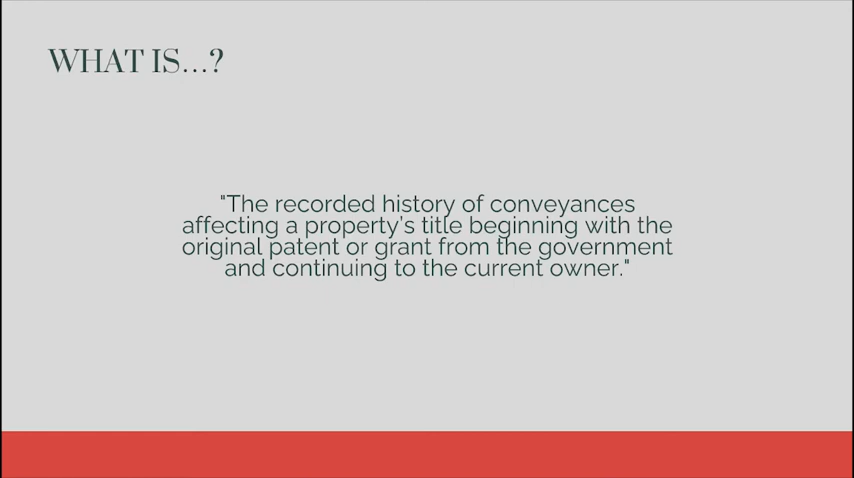 WHAT IS...?
"The recorded history of conveyances
affecting a property's title beginning with the
original patent or grant from the government
and continuing to the current owner."